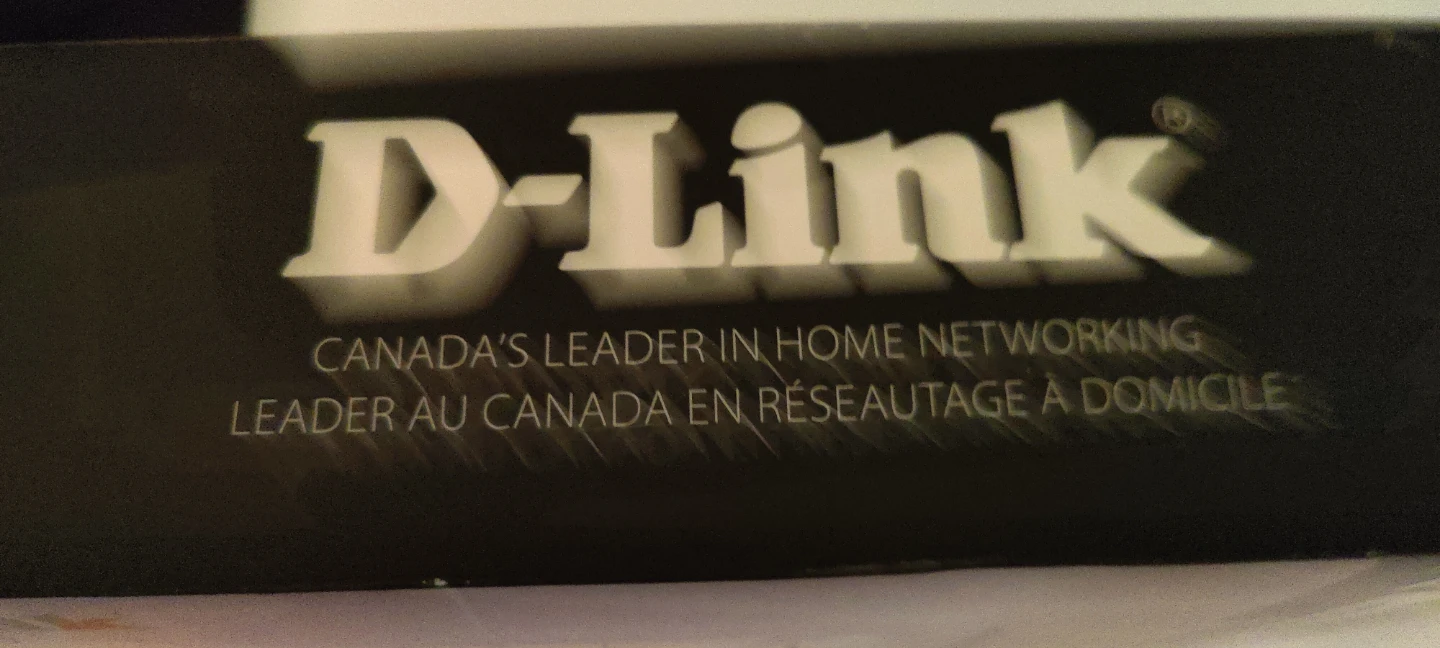 D-Link®
CANADA'S LEADER IN HOME NETWORKING
LEADER AU CANADA EN RÉSEAUTAGE À DOMICILE